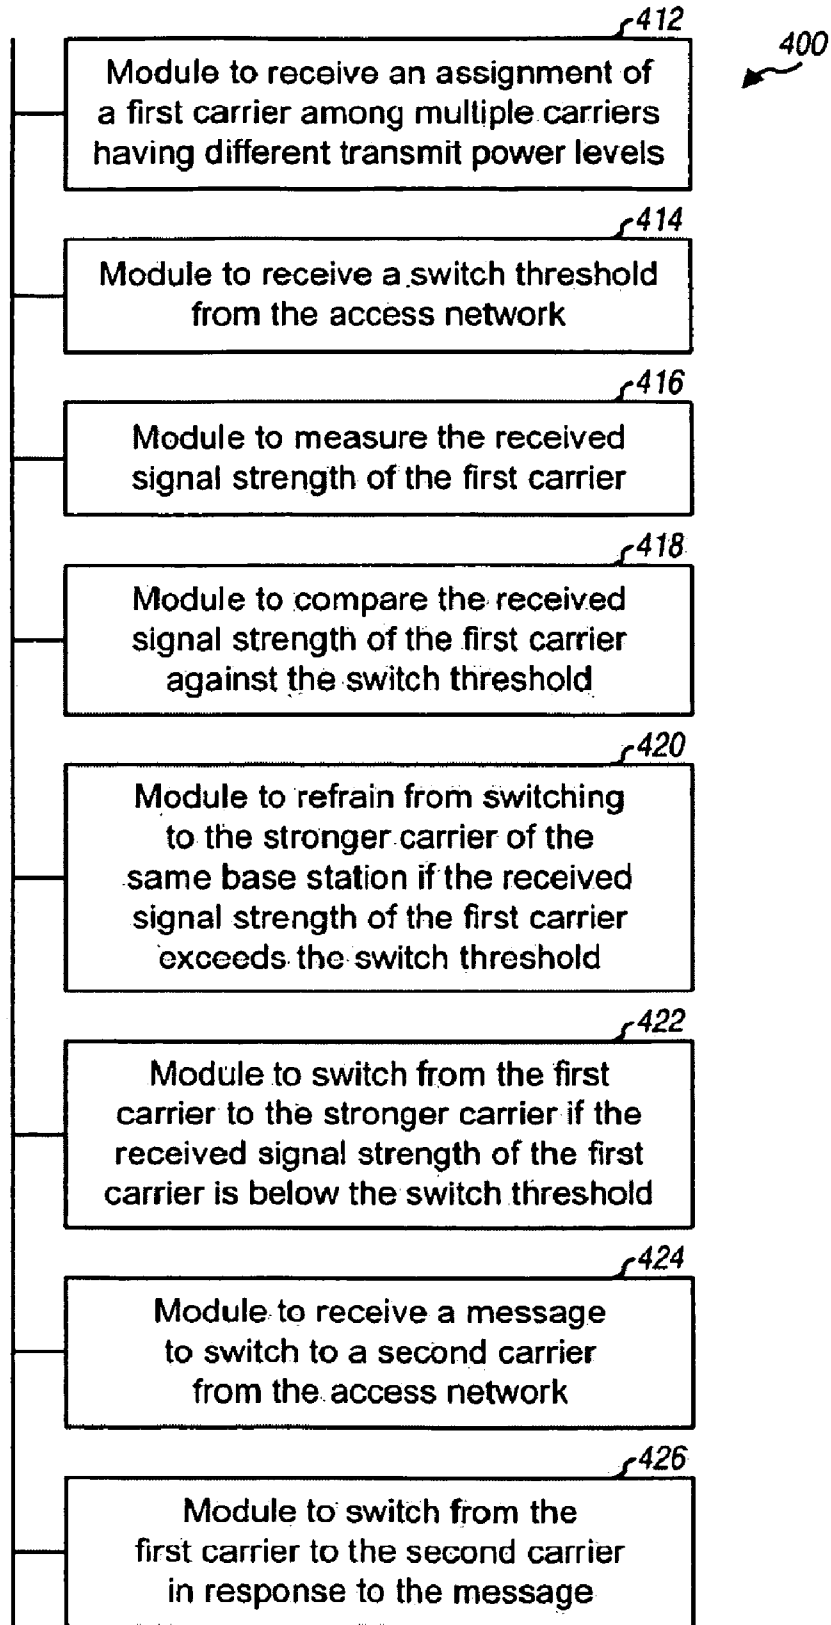 412
400
Module to receive an assignment of
a first carrier among multiple carriers
having different transmit power levels
414
Module to receive a switch threshold
from the access network
416
Module to measure the received
signal strength of the first carrier
418
Module to compare the received
signal strength of the first carrier
against the switch threshold
420
Module to refrain from switching
to the stronger carrier of the
same base station if the received
signal strength of the first carrier
exceeds the switch threshold
422
Module to switch from the first
carrier to the stronger carrier if the
received signal strength of the first
carrier is below the switch threshold
424
Module to receive a message
to switch to a second carrier
from the access network
426
Module to switch from the
first carrier to the second carrier
in response to the message